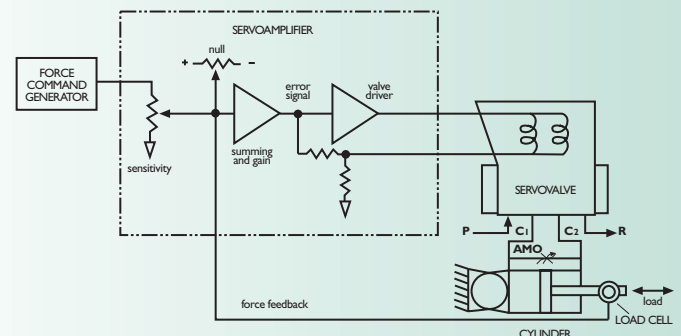 SERVOAMPLIFIER
null
+ −
FORCE
COMMAND
GENERATOR
error
signal
valve
driver
summing
and gain
sensitivity
SERVOVALVE
P C1 C2 R
AMO
force feedback
load
LOAD CELL
CYLINDER